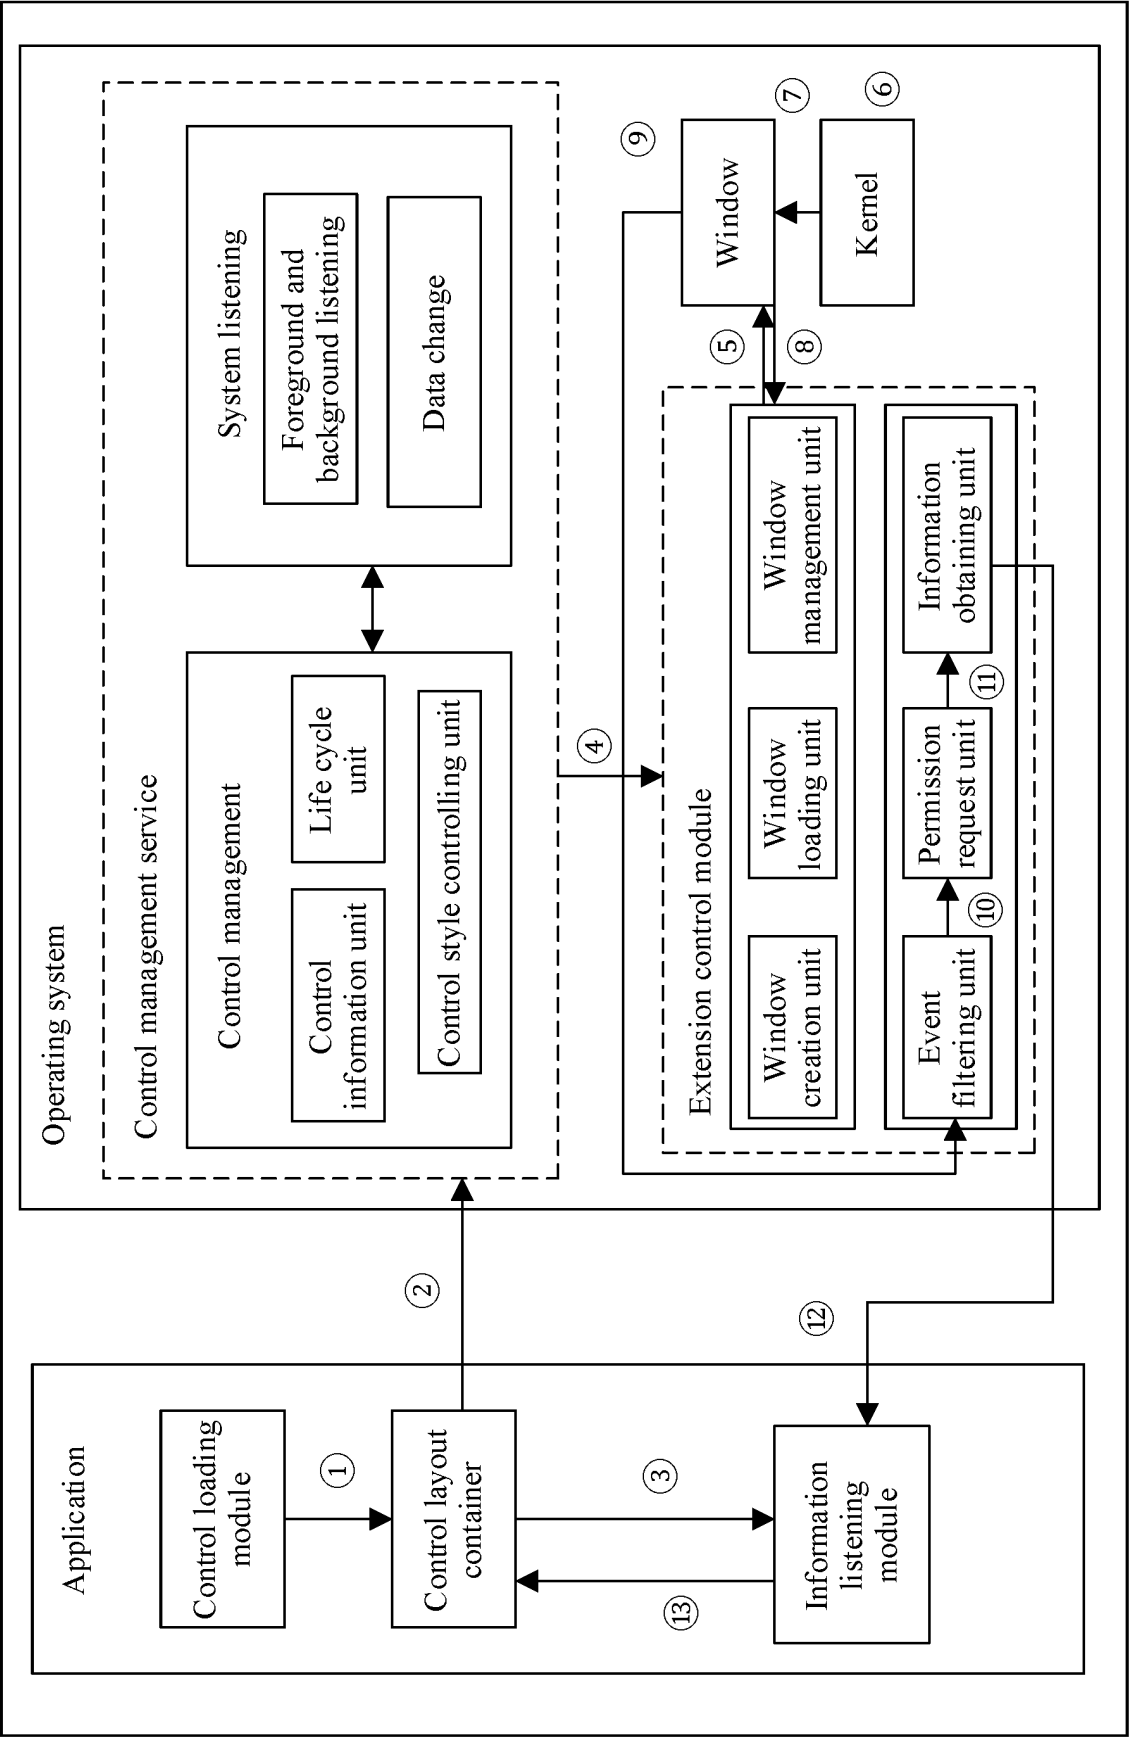 Application
Control loading
module
①
Control layout
container
③
⑬
Information
listening
module
②
⑫
Operating system
Control management service
Control management
Control
information unit
Life cycle
unit
Control style controlling unit
System listening
Foreground and
background listening
Data change
④
Extension control module
Window
creation unit
Window
loading unit
Window
management unit
Event
filtering unit
⑩
Permission
request unit
⑪
Information
obtaining unit
⑤
⑧
⑨
Window
⑦
Kernel
⑥